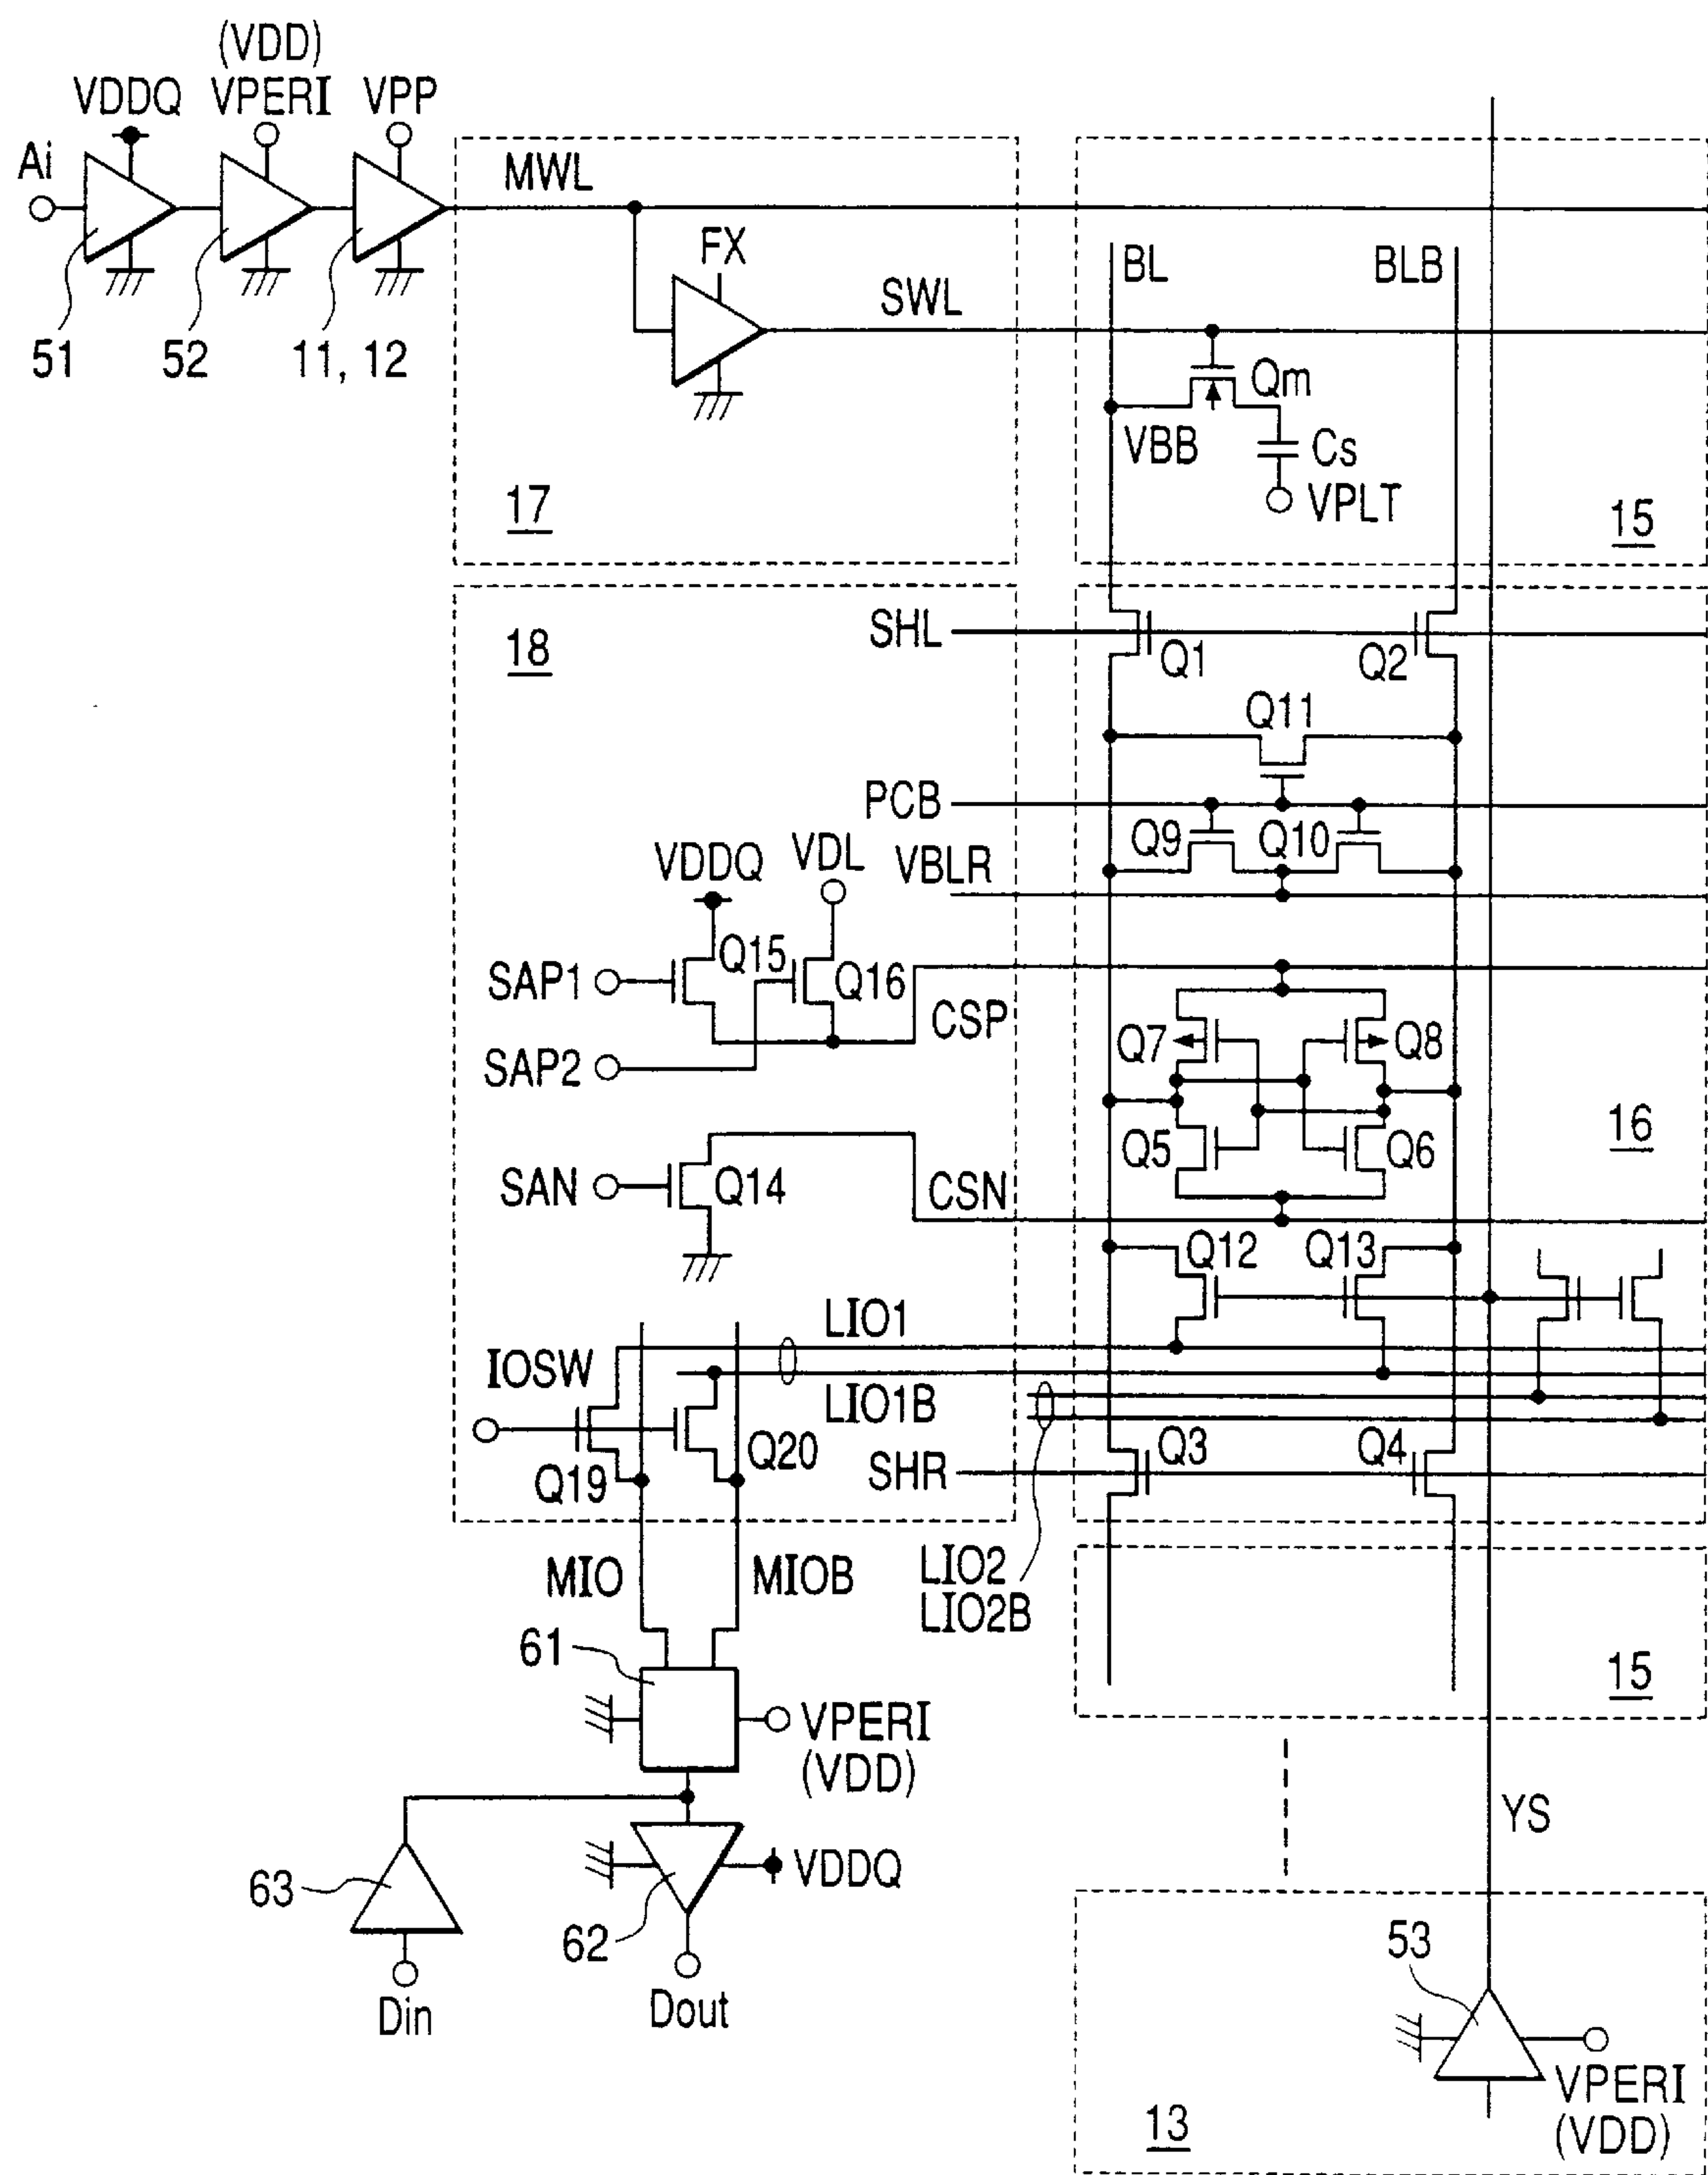 (VDD)
VDDQ VPERI VPP
Ai
MWL
FX
BL
BLB
SWL
51
52
11, 12
Qm
VBB
Cs
VPLT
17
15
SHL
Q1
Q2
18
Q11
PCB
Q9
Q10
VDDQ
VDL
VBLR
SAP1
Q15
Q16
CSP
SAP2
Q7
Q8
16
Q5
Q6
SAN
Q14
CSN
Q12
Q13
LIO1
IOSW
LIO1B
Q19
Q20
SHR
Q3
Q4
MIO
MIOB
LIO2
LIO2B
61
VPERI
(VDD)
15
YS
63
VDDQ
62
Din
Dout
53
VPERI
(VDD)
13